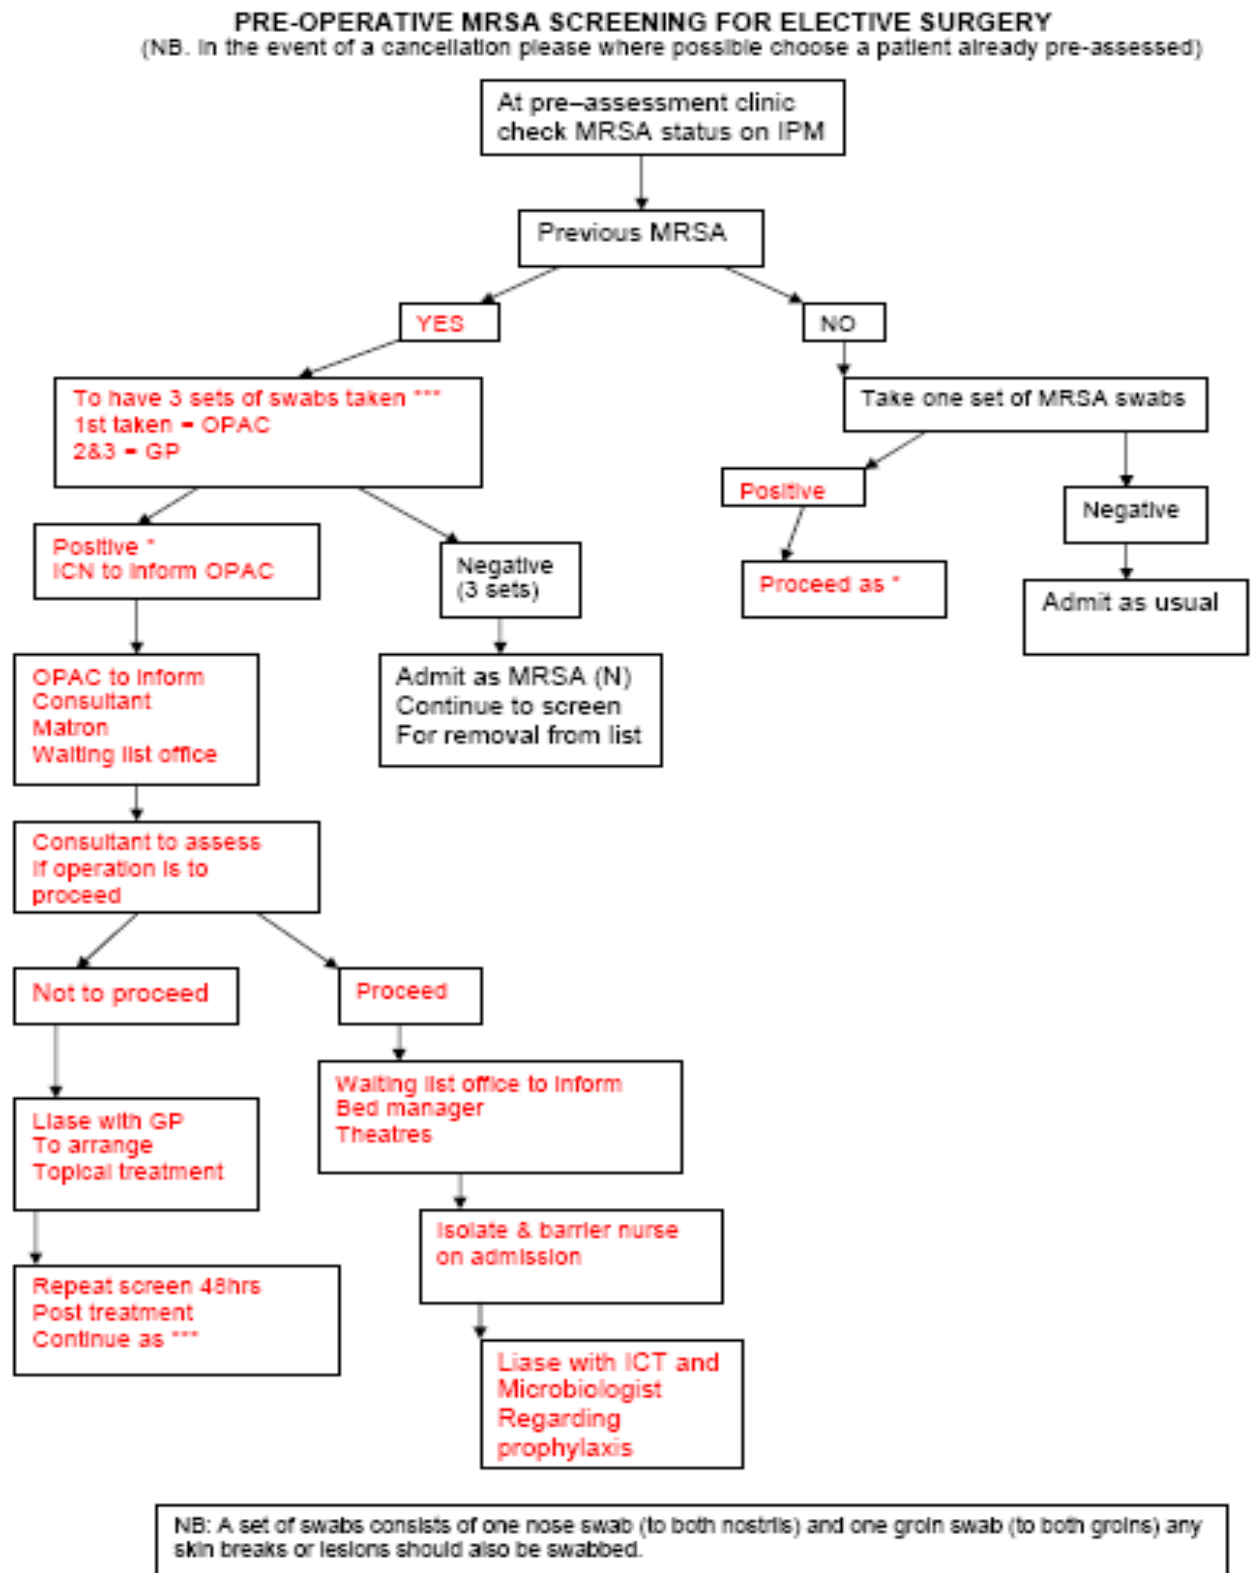 PRE-OPERATIVE MRSA SCREENING FOR ELECTIVE SURGERY
(NB. In the event of a cancellation please where possible choose a patient already pre-assessed)
At pre–assessment clinic
check MRSA status on IPM
Previous MRSA
YES
NO
To have 3 sets of swabs taken ***
1st taken = OPAC
2&3 = GP
Take one set of MRSA swabs
Positive
Negative
Positive *
ICN to inform OPAC
Negative
(3 sets)
Proceed as *
Admit as usual
OPAC to inform
Consultant
Matron
Waiting list office
Admit as MRSA (N)
Continue to screen
For removal from list
Consultant to assess
if operation is to
proceed
Not to proceed
Proceed
Liase with GP
To arrange
Topical treatment
Waiting list office to inform
Bed manager
Theatres
Isolate & barrier nurse
on admission
Repeat screen 48hrs
Post treatment
Continue as ***
Liase with ICT and
Microbiologist
Regarding
prophylaxis
NB: A set of swabs consists of one nose swab (to both nostrils) and one groin swab (to both groins) any
skin breaks or lesions should also be swabbed.